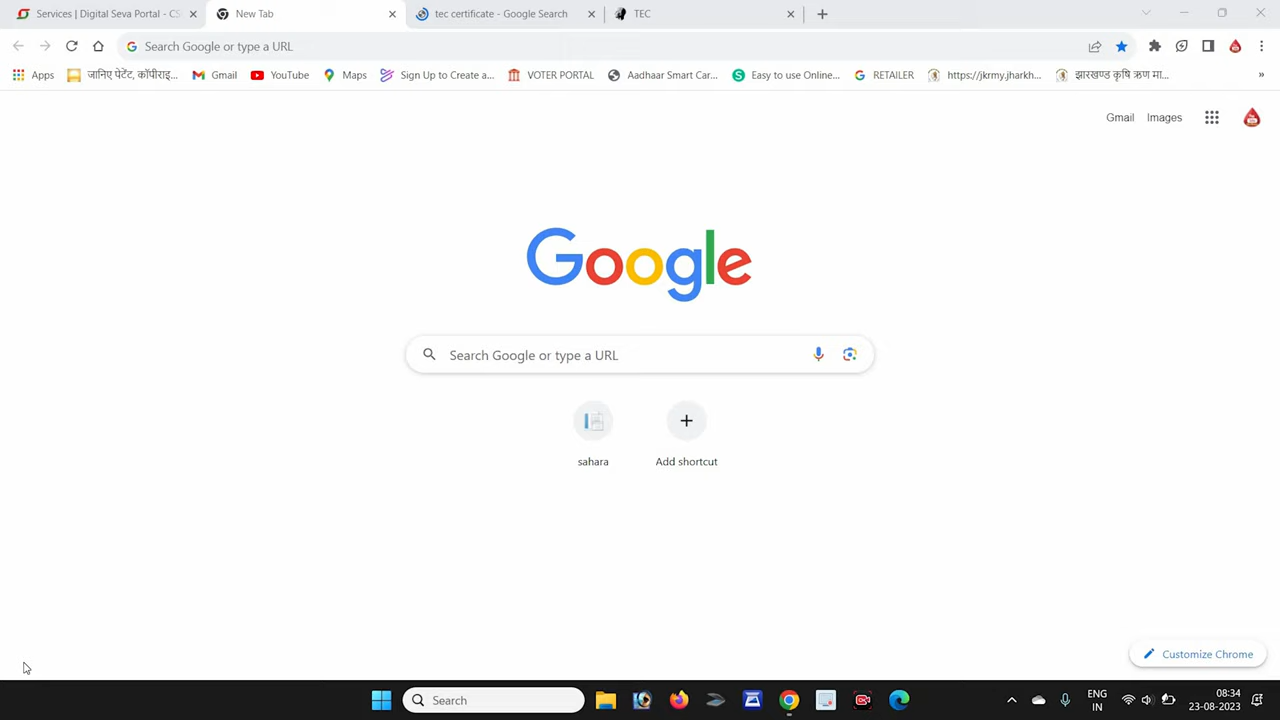 Services | Digital Seva Portal - CS
New Tab
tec certificate - Google Search
TEC
Search Google or type a URL
Apps
जानिए पेटेंट, कॉपीराइ...
Gmail
YouTube
Maps
Sign Up to Create a...
VOTER PORTAL
Aadhaar Smart Car...
Easy to use Online...
RETAILER
https://jkrmy.jharkh...
झारखण्ड कृषि ऋण मा...
»
Gmail
Images
Google
Search Google or type a URL
sahara
Add shortcut
Customize Chrome
Search
ENG
IN
08:34
23-08-2023